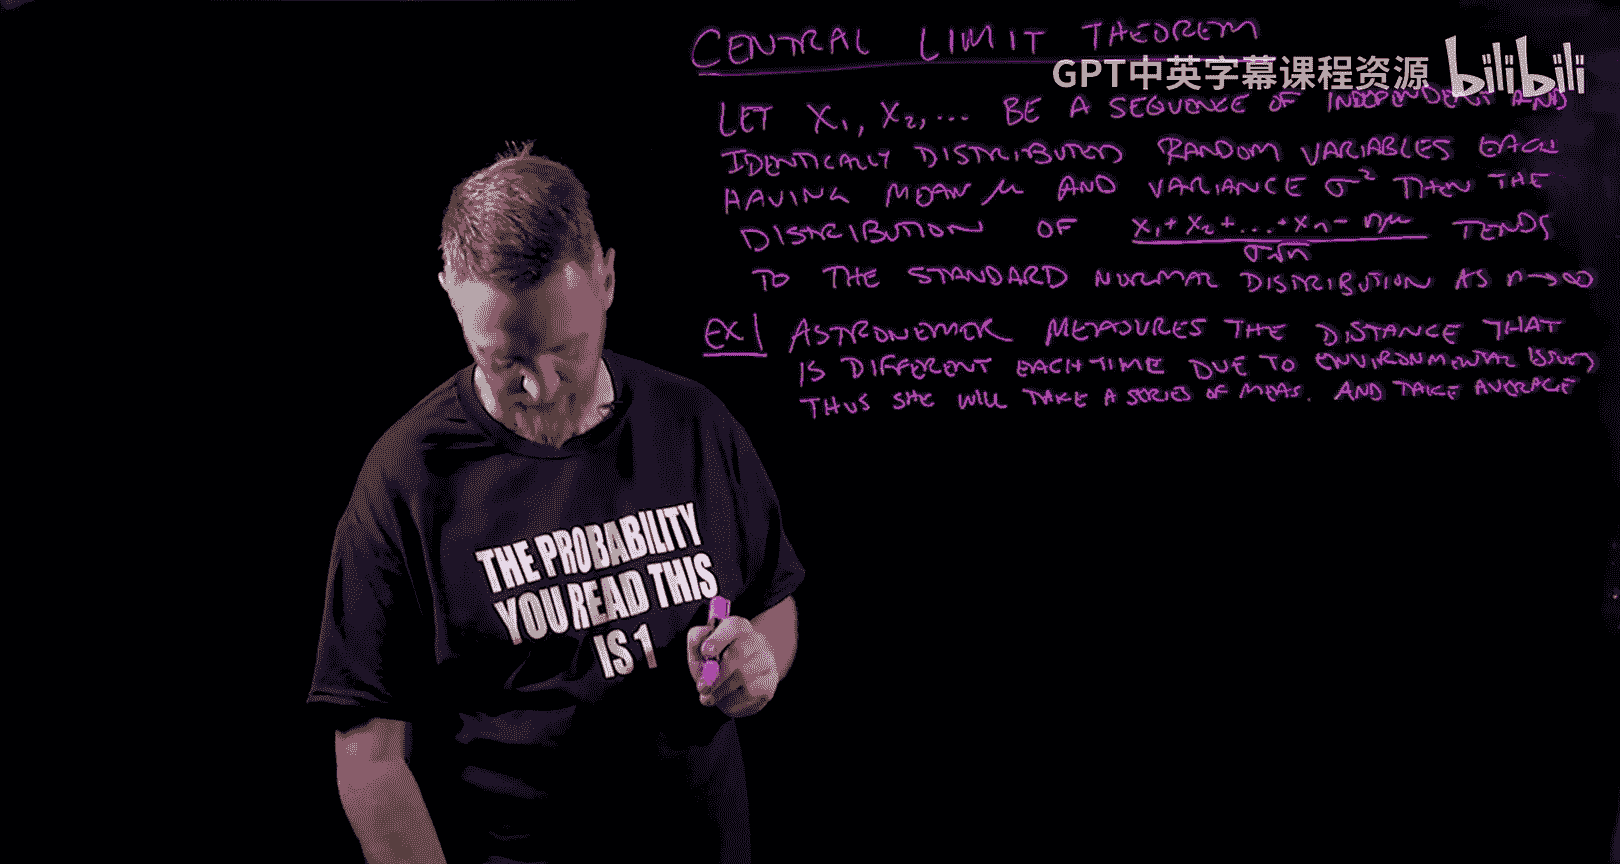 CENTRAL LIMIT THEOREM
GPT中英字幕课程资源 bilibili
LET X₁, X₂, ... BE A SEQUENCE OF INDEPENDENT AND
IDENTICALLY DISTRIBUTED RANDOM VARIABLES EACH
HAVING MEAN μ AND VARIANCE σ² THEN THE
DISTRIBUTION OF (X₁ + X₂ + ... + Xₙ - nμ) / (σ√n) TENDS
TO THE STANDARD NORMAL DISTRIBUTION AS n→∞
EX1 ASTRONEMER MEASURES THE DISTANCE THAT
IS DIFFERENT EACH TIME DUE TO ENVIRONMENTAL ISSUES
THUS SHE WILL TAKE A SERIES OF MEAS. AND TAKE AVERAGE
THE PROBABILITY
YOU READ THIS
IS 1